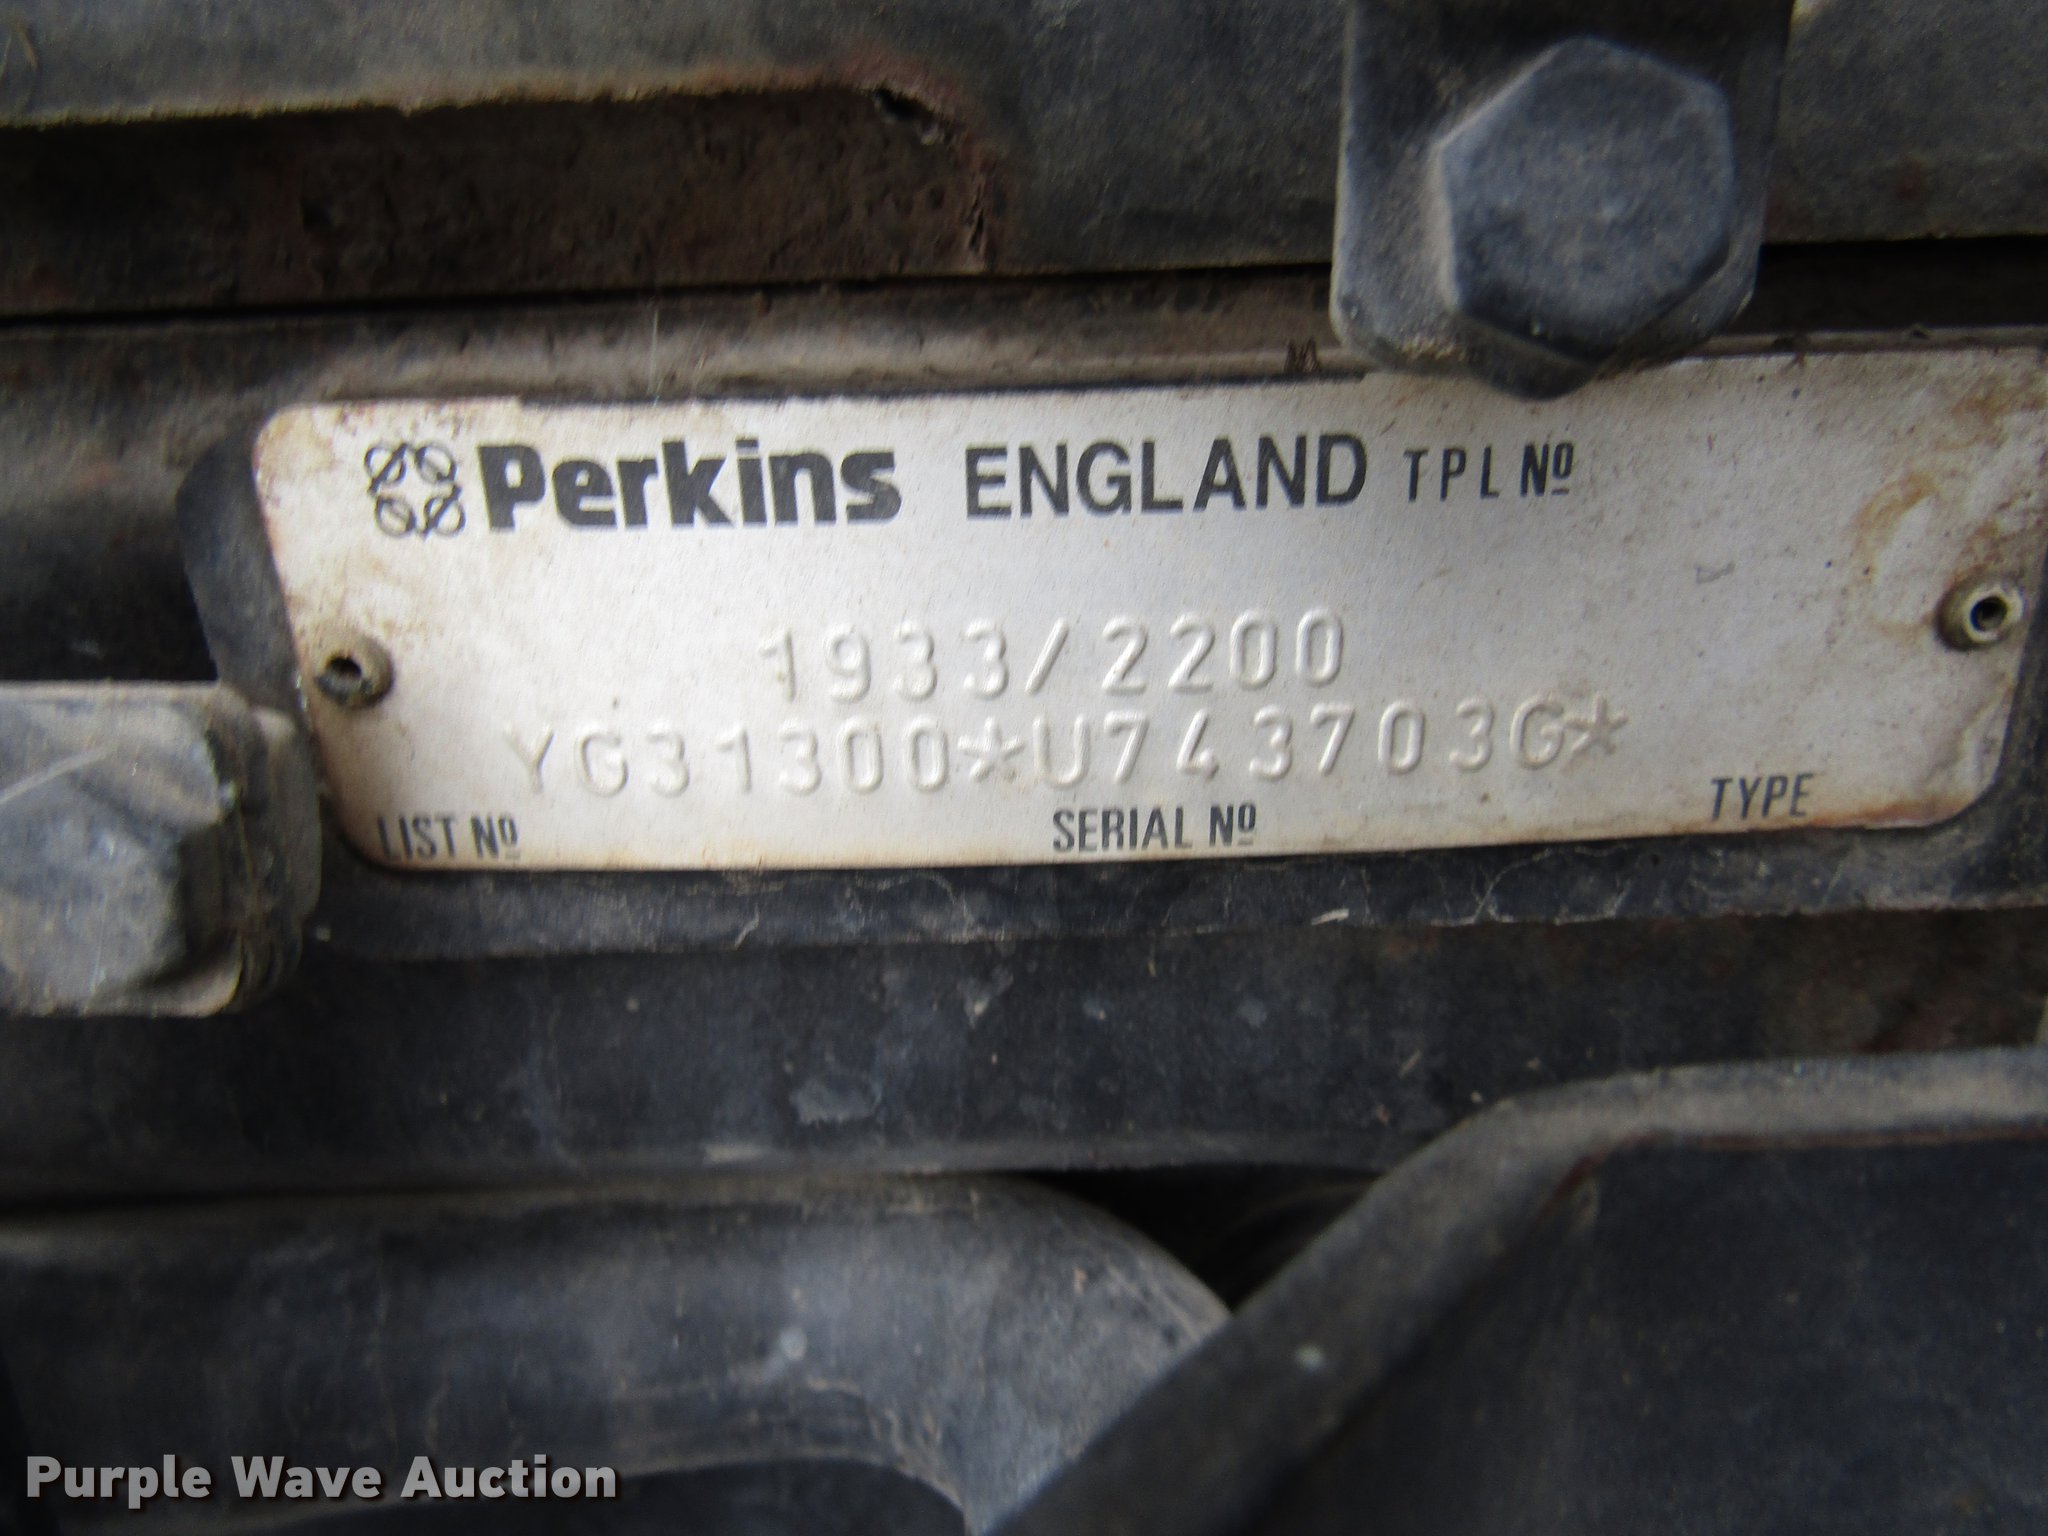 Perkins ENGLAND TPL Nº
1933/2200
YG31300*U743703G*
LIST Nº SERIAL Nº TYPE
Purple Wave Auction